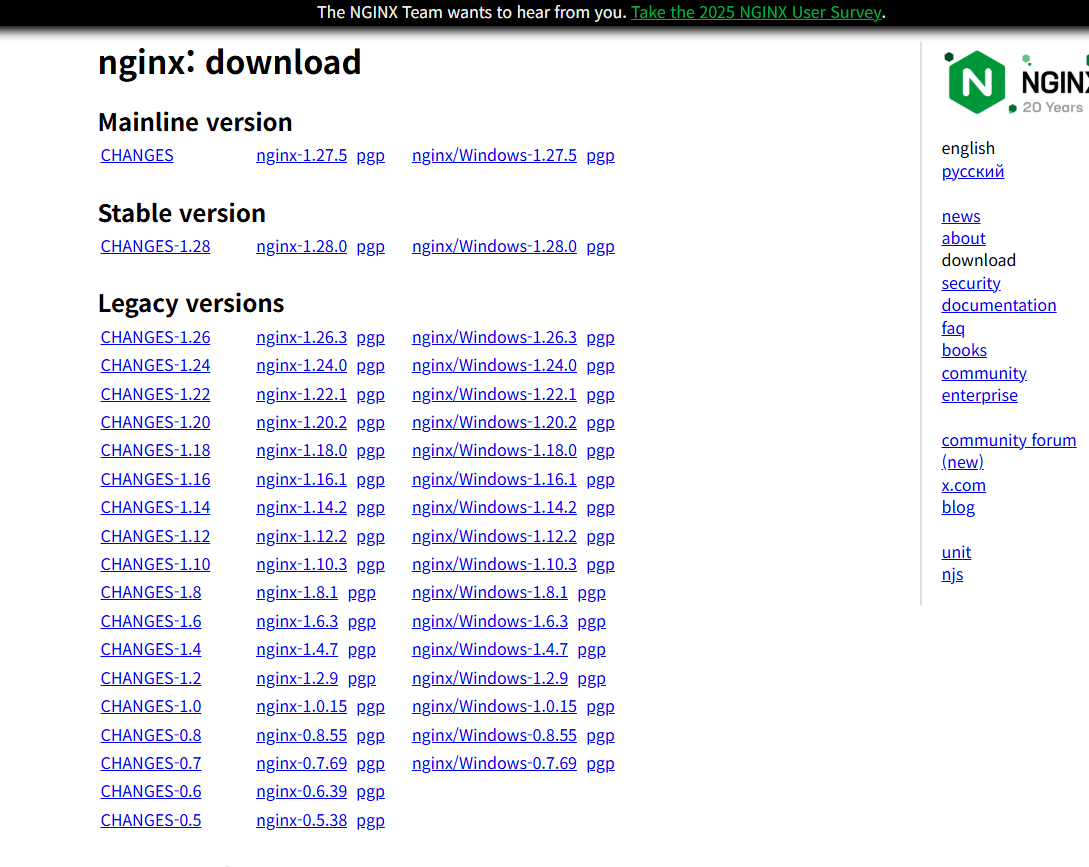 The NGINX Team wants to hear from you. Take the 2025 NGINX User Survey.
nginx: download
Mainline version
CHANGES nginx-1.27.5 pgp nginx/Windows-1.27.5 pgp
Stable version
CHANGES-1.28 nginx-1.28.0 pgp nginx/Windows-1.28.0 pgp
Legacy versions
CHANGES-1.26 nginx-1.26.3 pgp nginx/Windows-1.26.3 pgp
CHANGES-1.24 nginx-1.24.0 pgp nginx/Windows-1.24.0 pgp
CHANGES-1.22 nginx-1.22.1 pgp nginx/Windows-1.22.1 pgp
CHANGES-1.20 nginx-1.20.2 pgp nginx/Windows-1.20.2 pgp
CHANGES-1.18 nginx-1.18.0 pgp nginx/Windows-1.18.0 pgp
CHANGES-1.16 nginx-1.16.1 pgp nginx/Windows-1.16.1 pgp
CHANGES-1.14 nginx-1.14.2 pgp nginx/Windows-1.14.2 pgp
CHANGES-1.12 nginx-1.12.2 pgp nginx/Windows-1.12.2 pgp
CHANGES-1.10 nginx-1.10.3 pgp nginx/Windows-1.10.3 pgp
CHANGES-1.8 nginx-1.8.1 pgp nginx/Windows-1.8.1 pgp
CHANGES-1.6 nginx-1.6.3 pgp nginx/Windows-1.6.3 pgp
CHANGES-1.4 nginx-1.4.7 pgp nginx/Windows-1.4.7 pgp
CHANGES-1.2 nginx-1.2.9 pgp nginx/Windows-1.2.9 pgp
CHANGES-1.0 nginx-1.0.15 pgp nginx/Windows-1.0.15 pgp
CHANGES-0.8 nginx-0.8.55 pgp nginx/Windows-0.8.55 pgp
CHANGES-0.7 nginx-0.7.69 pgp nginx/Windows-0.7.69 pgp
CHANGES-0.6 nginx-0.6.39 pgp
CHANGES-0.5 nginx-0.5.38 pgp
N NGINX
20 Years
english
русский
news
about
download
security
documentation
faq
books
community
enterprise
community forum
(new)
x.com
blog
unit
njs